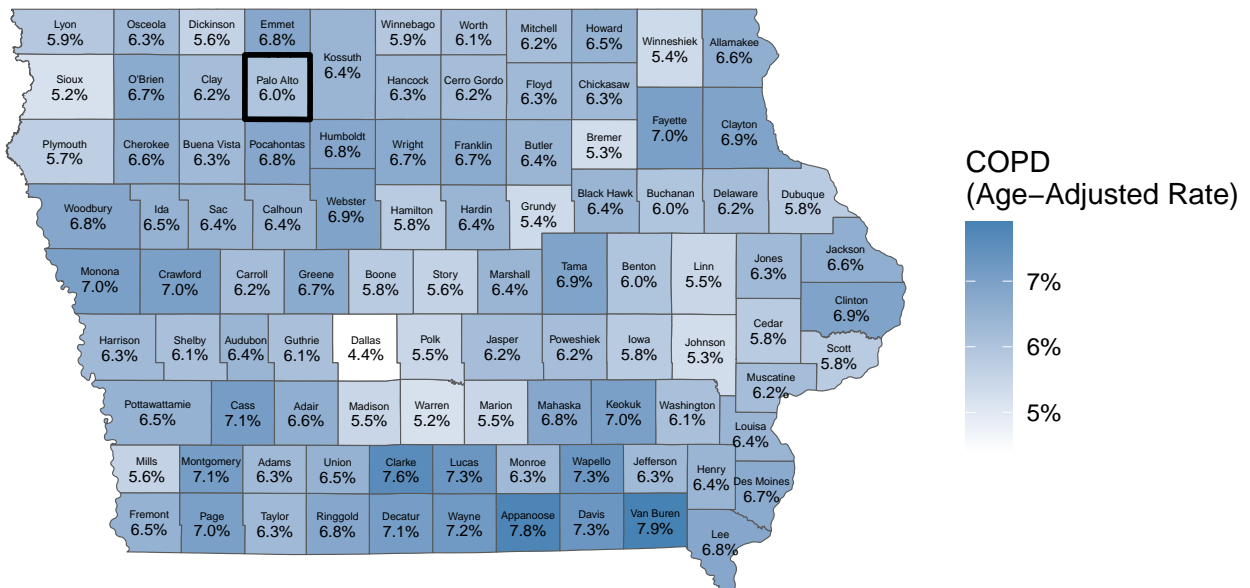 Lyon
5.9%
Osceola
6.3%
Dickinson
5.6%
Emmet
6.8%
Kossuth
6.4%
Winnebago
5.9%
Worth
6.1%
Mitchell
6.2%
Howard
6.5%
Winneshiek
5.4%
Allamakee
6.6%
Sioux
5.2%
O'Brien
6.7%
Clay
6.2%
Palo Alto
6.0%
Hancock
6.3%
Cerro Gordo
6.2%
Floyd
6.3%
Chickasaw
6.3%
Fayette
7.0%
Clayton
6.9%
Plymouth
5.7%
Cherokee
6.6%
Buena Vista
6.3%
Pocahontas
6.8%
Humboldt
6.8%
Wright
6.7%
Franklin
6.7%
Butler
6.4%
Bremer
5.3%
Woodbury
6.8%
Ida
6.5%
Sac
6.4%
Calhoun
6.4%
Webster
6.9%
Hamilton
5.8%
Hardin
6.4%
Grundy
5.4%
Black Hawk
6.4%
Buchanan
6.0%
Delaware
6.2%
Dubuque
5.8%
Monona
7.0%
Crawford
7.0%
Carroll
6.2%
Greene
6.7%
Boone
5.8%
Story
5.6%
Marshall
6.4%
Tama
6.9%
Benton
6.0%
Linn
5.5%
Jones
6.3%
Jackson
6.6%
Clinton
6.9%
Harrison
6.3%
Shelby
6.1%
Audubon
6.4%
Guthrie
6.1%
Dallas
4.4%
Polk
5.5%
Jasper
6.2%
Poweshiek
6.2%
Iowa
5.8%
Johnson
5.3%
Cedar
5.8%
Scott
5.8%
Muscatine
6.2%
Pottawattamie
6.5%
Cass
7.1%
Adair
6.6%
Madison
5.5%
Warren
5.2%
Marion
5.5%
Mahaska
6.8%
Keokuk
7.0%
Washington
6.1%
Louisa
6.4%
Mills
5.6%
Montgomery
7.1%
Adams
6.3%
Union
6.5%
Clarke
7.6%
Lucas
7.3%
Monroe
6.3%
Wapello
7.3%
Jefferson
6.3%
Henry
6.4%
Des Moines
6.7%
Fremont
6.5%
Page
7.0%
Taylor
6.3%
Ringgold
6.8%
Decatur
7.1%
Wayne
7.2%
Appanoose
7.8%
Davis
7.3%
Van Buren
7.9%
Lee
6.8%
COPD
(Age−Adjusted Rate)
7%
6%
5%